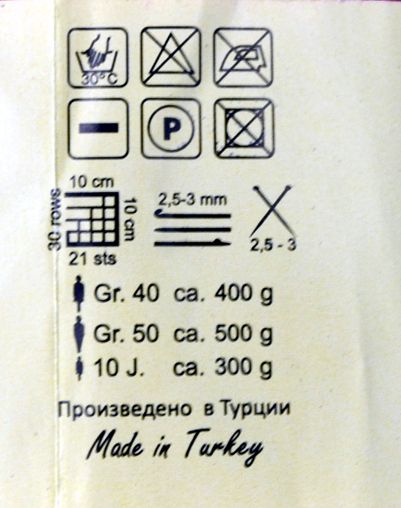 30°C
P
10 cm
30 rows
10 cm
21 sts
2,5-3 mm
2,5 - 3
Gr. 40 ca. 400 g
Gr. 50 ca. 500 g
10 J. ca. 300 g
Произведено в Турции
Made in Turkey